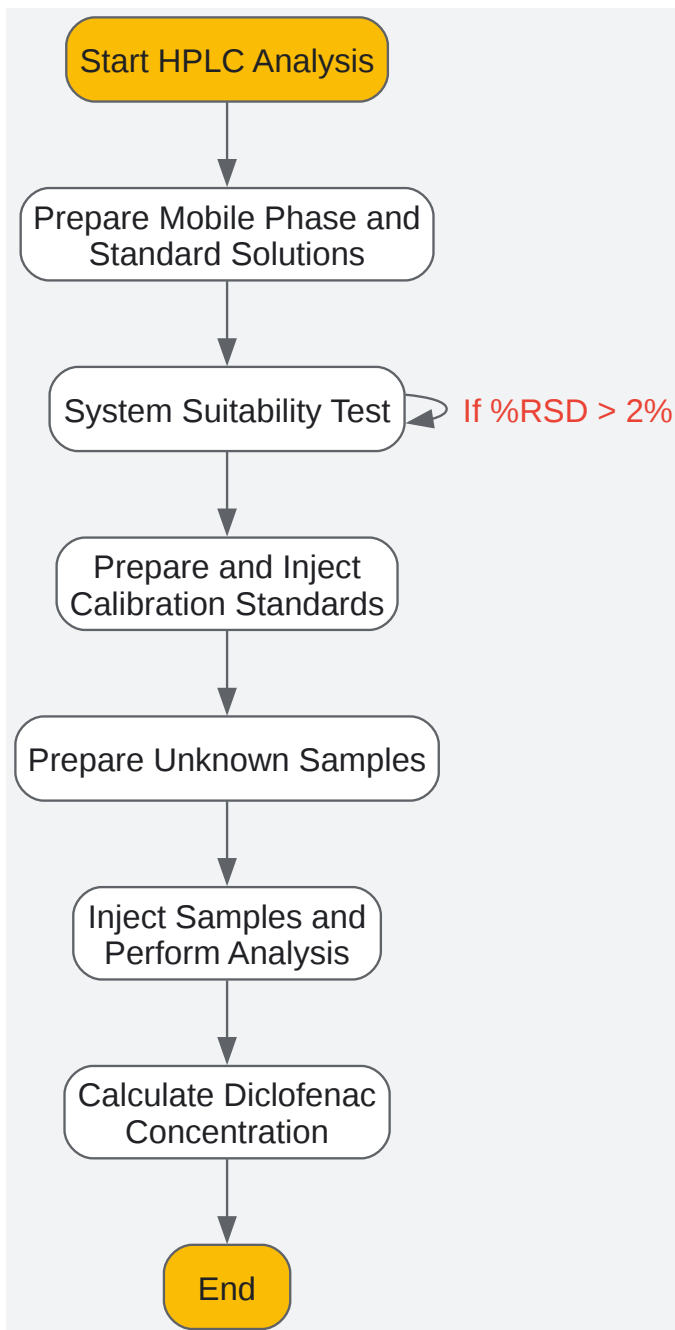 Start HPLC Analysis
Prepare Mobile Phase and
Standard Solutions
System Suitability Test
If %RSD > 2%
Prepare and Inject
Calibration Standards
Prepare Unknown Samples
Inject Samples and
Perform Analysis
Calculate Diclofenac
Concentration
End